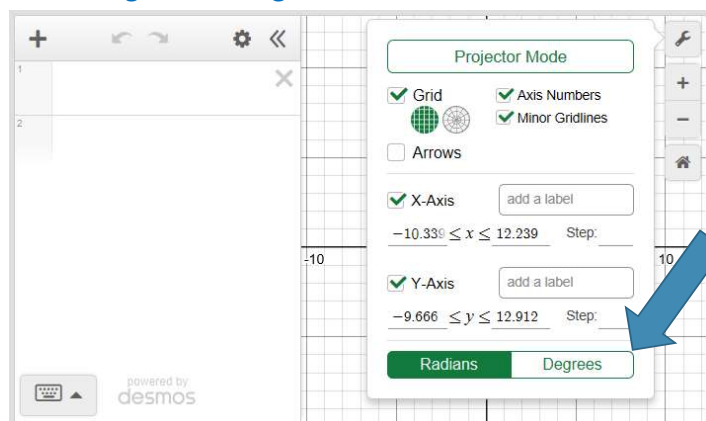 1
2
Projector Mode
Grid
Axis Numbers
Minor Gridlines
Arrows
X-Axis
add a label
−10.339 ≤ x ≤ 12.239 Step:
-10
10
Y-Axis
add a label
−9.666 ≤ y ≤ 12.912 Step:
Radians
Degrees
powered by
desmos